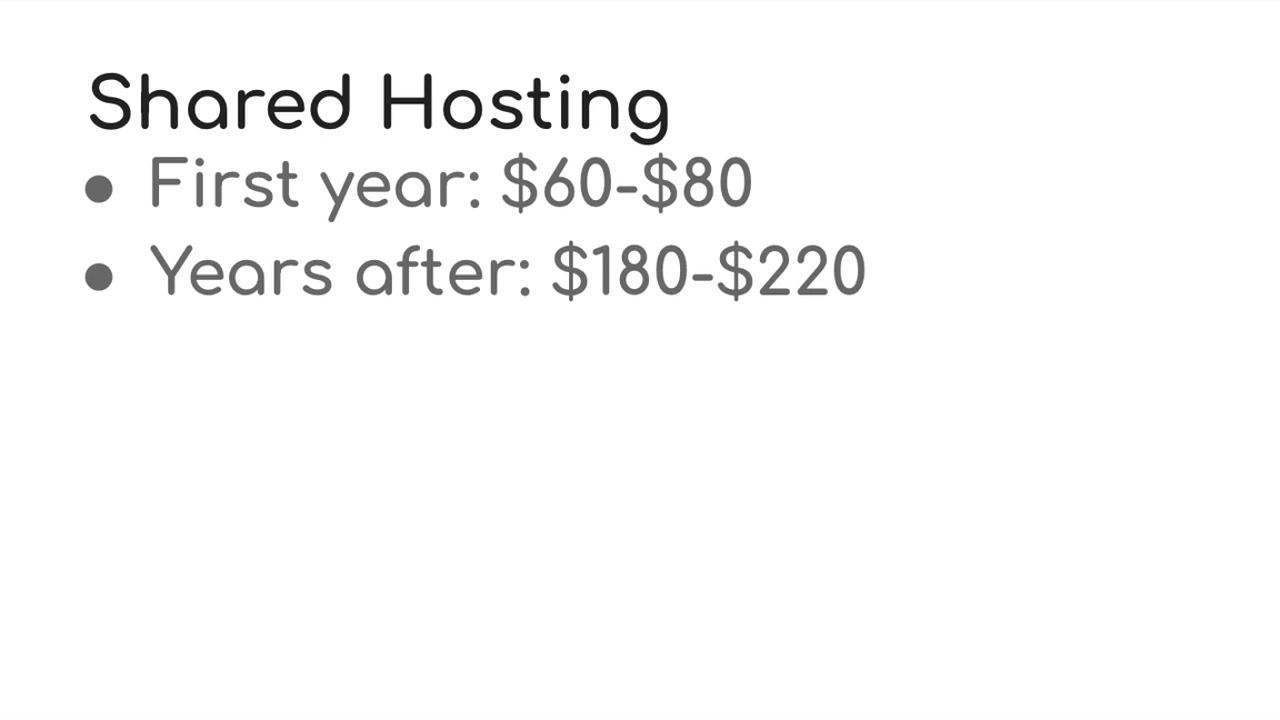 Shared Hosting
● First year: $60-$80
● Years after: $180-$220